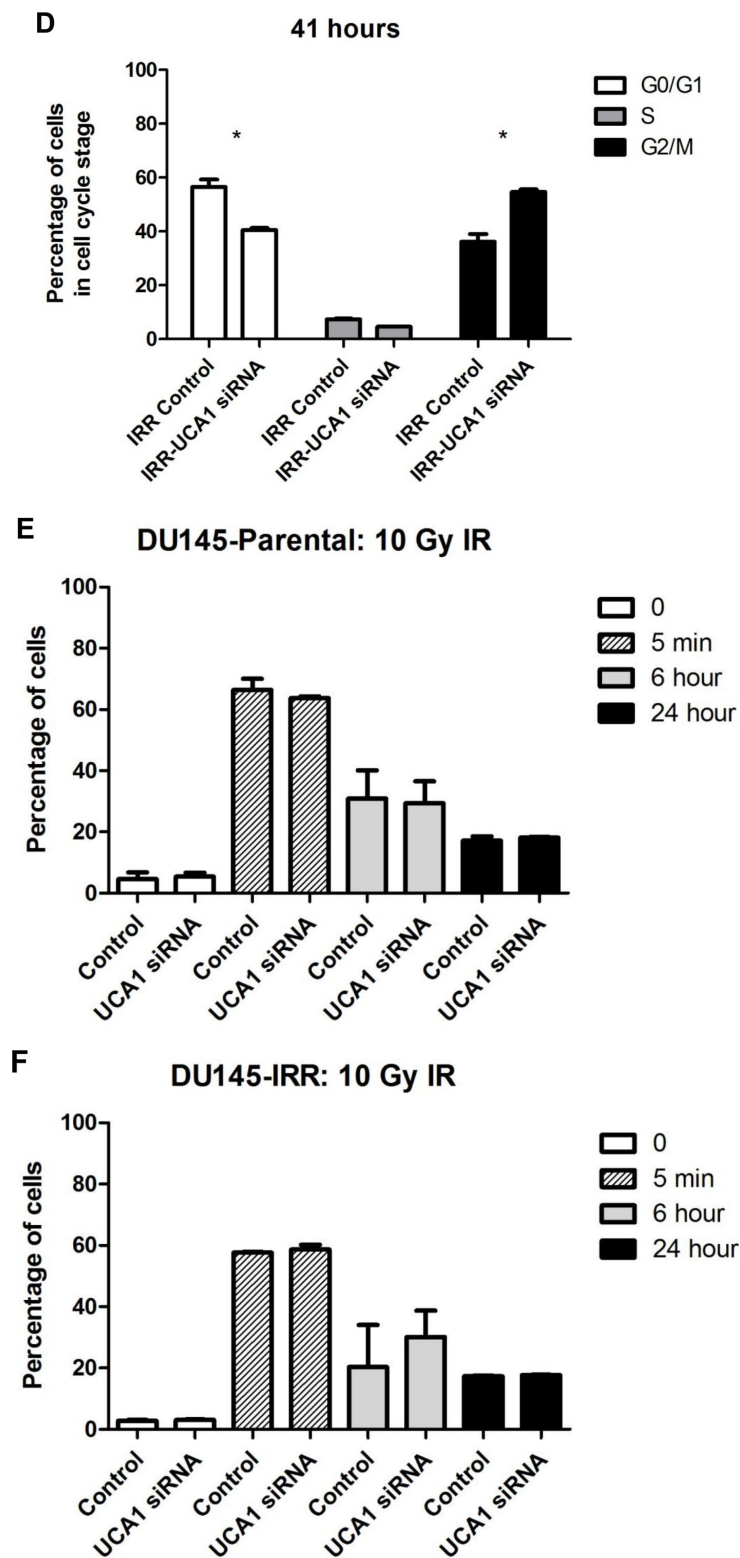 D
41 hours
Percentage of cells
in cell cycle stage
100
80
60
40
20
0
*
*
G0/G1
S
G2/M
IRR Control
IRR-UCA1 siRNA
IRR Control
IRR-UCA1 siRNA
IRR Control
IRR-UCA1 siRNA
E
DU145-Parental: 10 Gy IR
Percentage of cells
100
80
60
40
20
0
0
5 min
6 hour
24 hour
Control
UCA1 siRNA
Control
UCA1 siRNA
Control
UCA1 siRNA
Control
UCA1 siRNA
F
DU145-IRR: 10 Gy IR
Percentage of cells
100
80
60
40
20
0
0
5 min
6 hour
24 hour
Control
UCA1 siRNA
Control
UCA1 siRNA
Control
UCA1 siRNA
Control
UCA1 siRNA